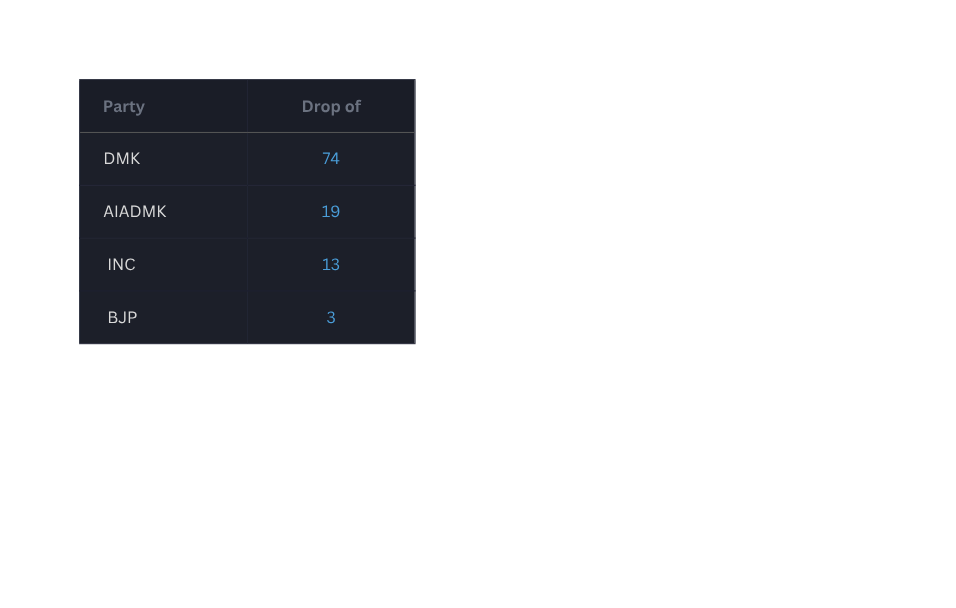 Party Drop of
DMK 74
AIADMK 19
INC 13
BJP 3